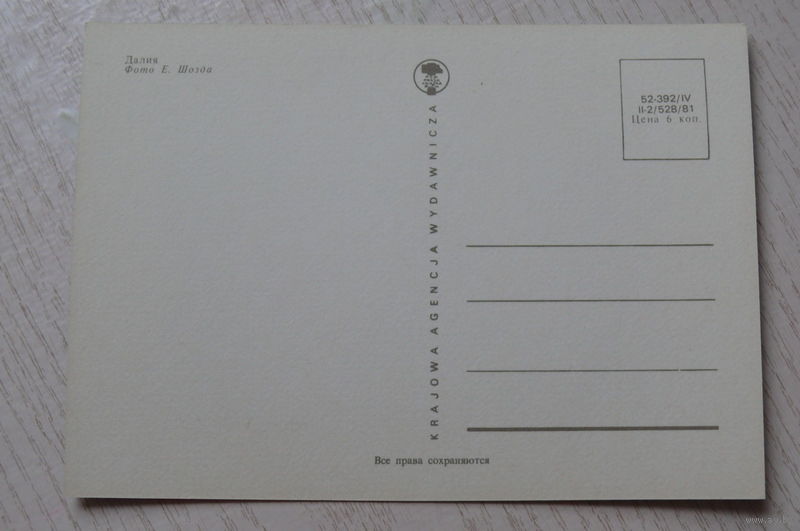 Далия
Фото Е. Шозда
52-392/IV
II-2/528/81
Цена 6 коп.
KRAJOWA AGENCJA WYDAWNICZA
Все права сохраняются